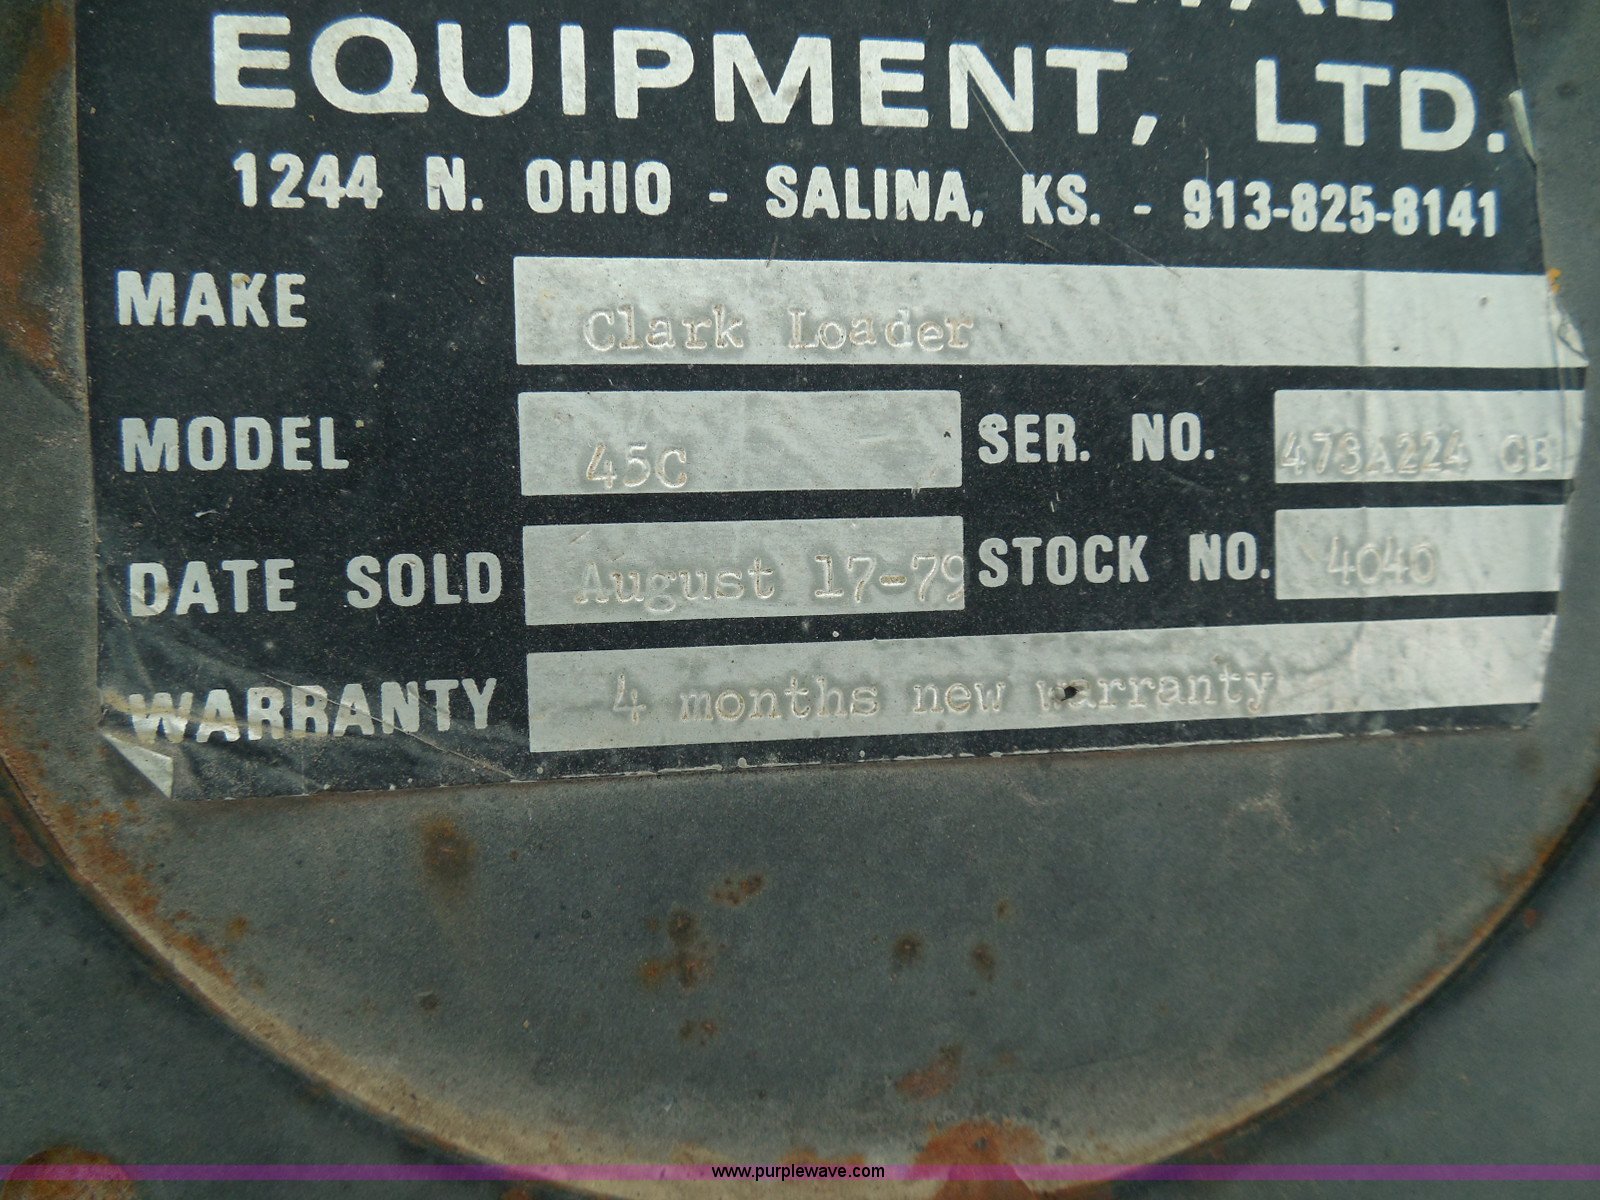 EQUIPMENT, LTD.
1244 N. OHIO - SALINA, KS. - 913-825-8141
MAKE Clark Loader
MODEL 45C SER. NO. 478A224 CB
DATE SOLD August 17-79 STOCK NO. 4040
WARRANTY 4 months new warranty
www.purplewave.com